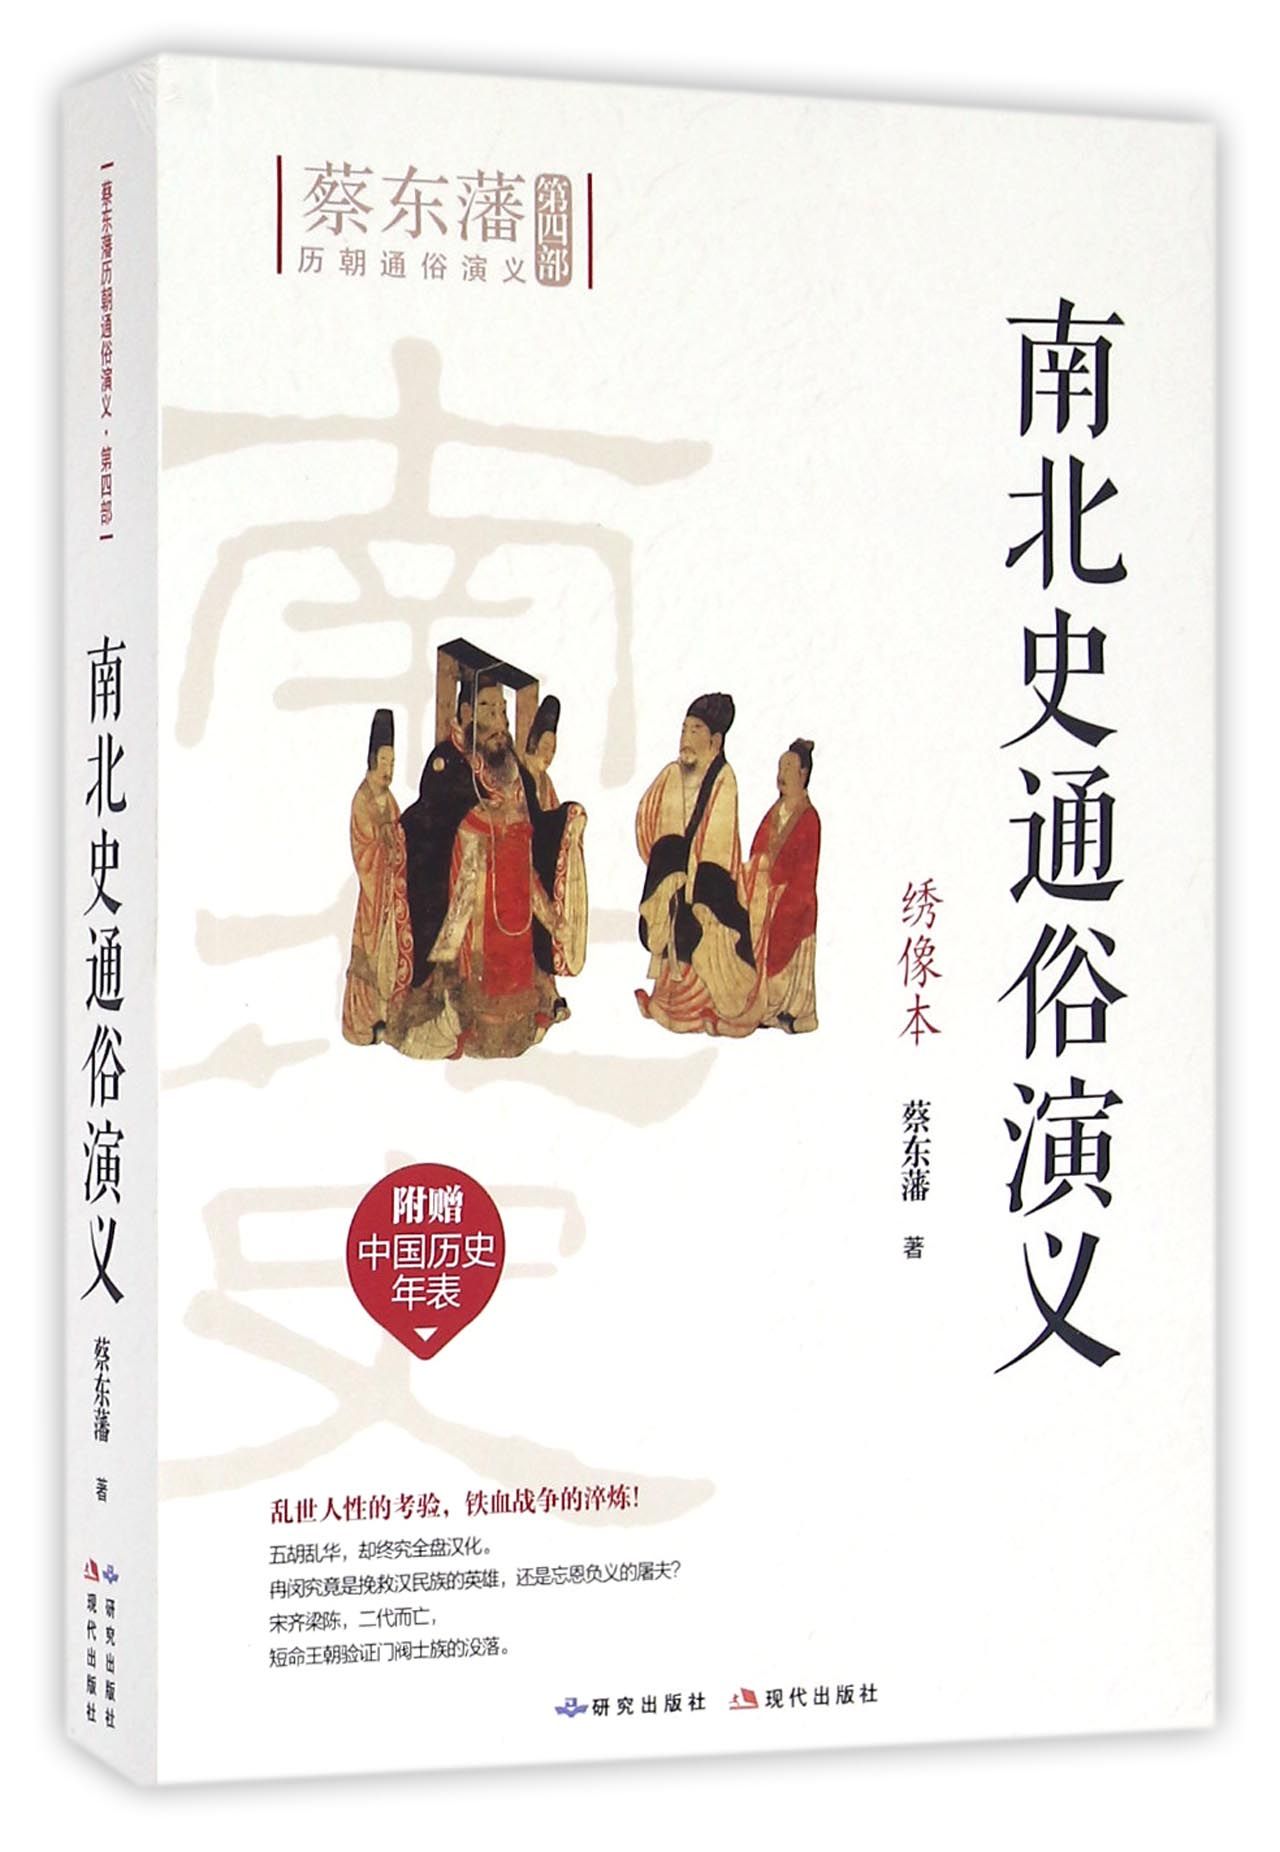 蔡东藩
历朝通俗演义
第四部
南北史通俗演义
绣像本
蔡东藩 著
附赠
中国历史
年表
乱世人性的考验，铁血战争的淬炼！
五胡乱华，却终究全盘汉化。
冉闵究竟是挽救汉民族的英雄，还是忘恩负义的屠夫？
宋齐梁陈，二代而亡，
短命王朝验证门阀士族的没落。
研究出版社 现代出版社
蔡东藩历朝通俗演义·第四部
南北史通俗演义
蔡东藩 著
研究出版社
现代出版社
南北史